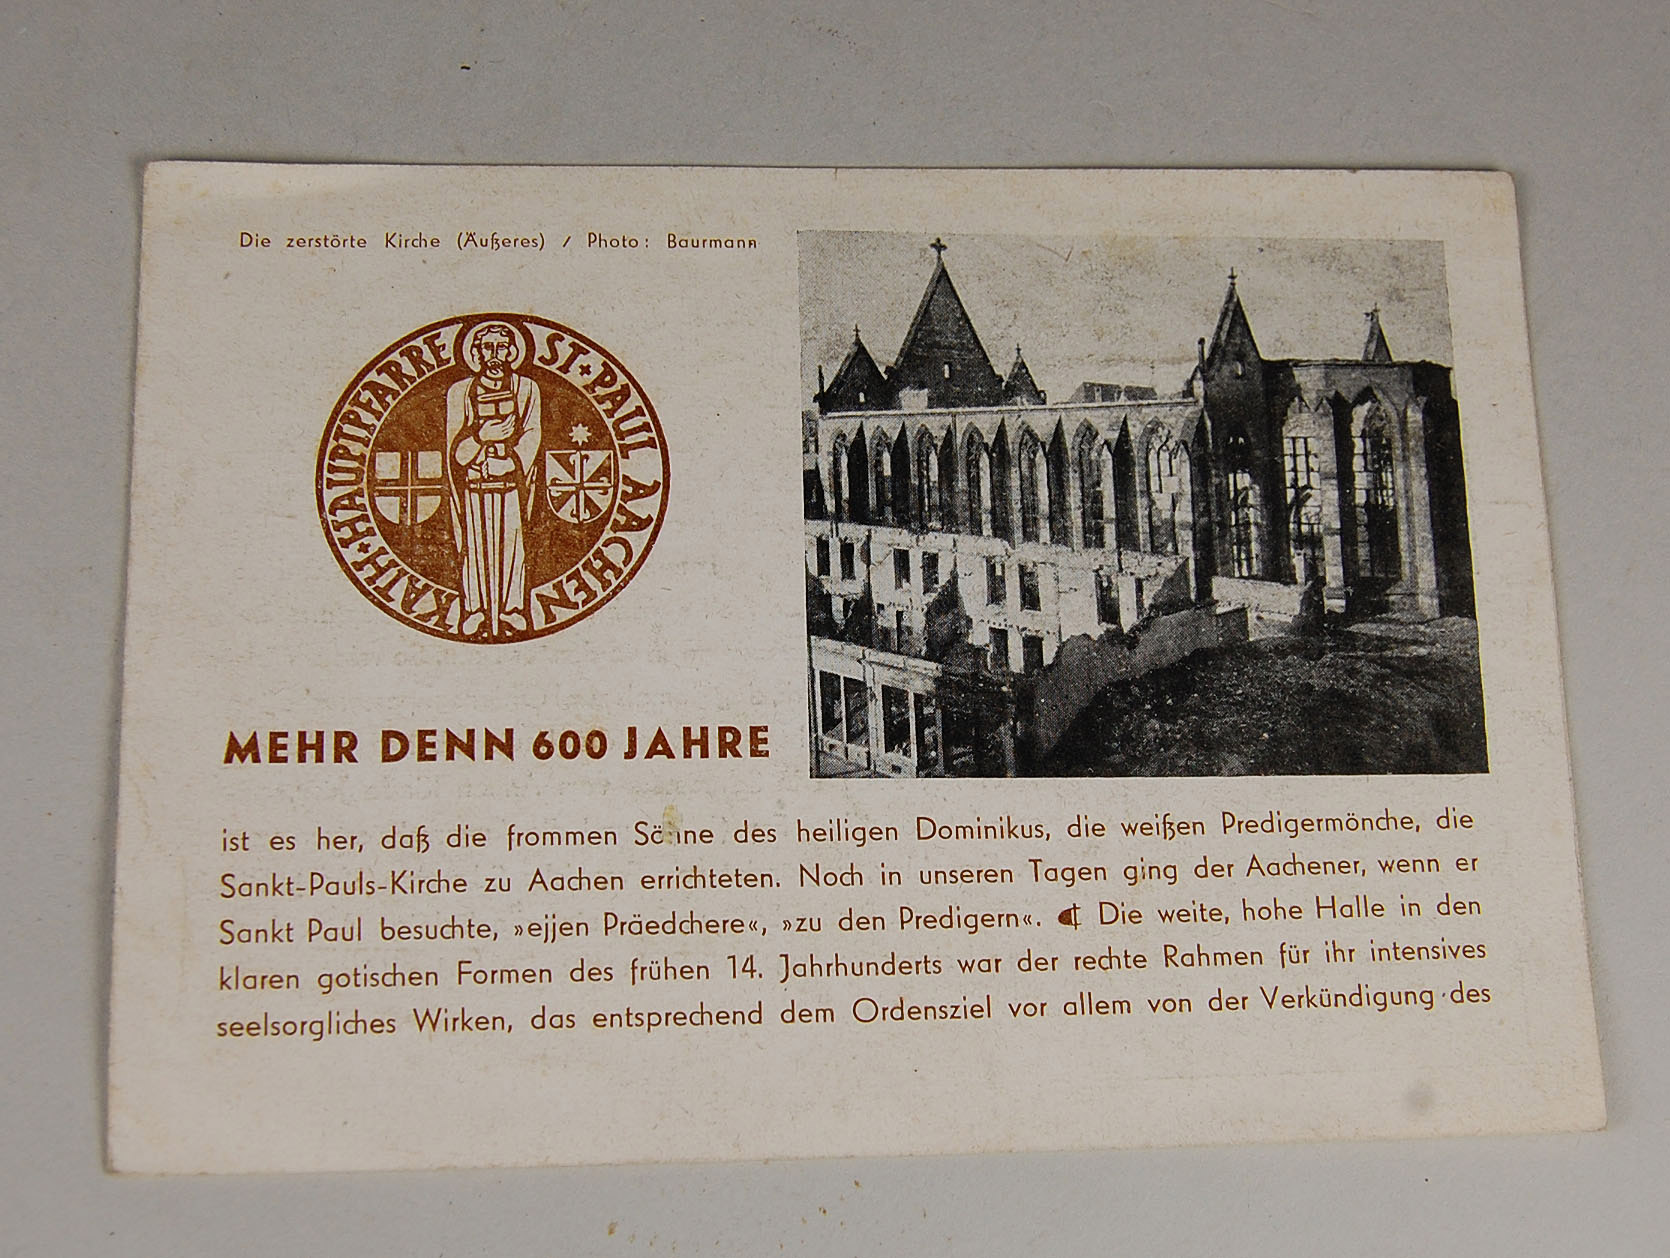 Die zerstörte Kirche (Äußeres) / Photo: Baurmann
KATH·HAUPTPFARRE ST·PAUL AACHEN
MEHR DENN 600 JAHRE
ist es her, daß die frommen Söhne des heiligen Dominikus, die weißen Predigermönche, die
Sankt-Pauls-Kirche zu Aachen errichteten. Noch in unseren Tagen ging der Aachener, wenn er
Sankt Paul besuchte, »ejjen Präedchere«, »zu den Predigern«. Die weite, hohe Halle in den
klaren gotischen Formen des frühen 14. Jahrhunderts war der rechte Rahmen für ihr intensives
seelsorgliches Wirken, das entsprechend dem Ordensziel vor allem von der Verkündigung des